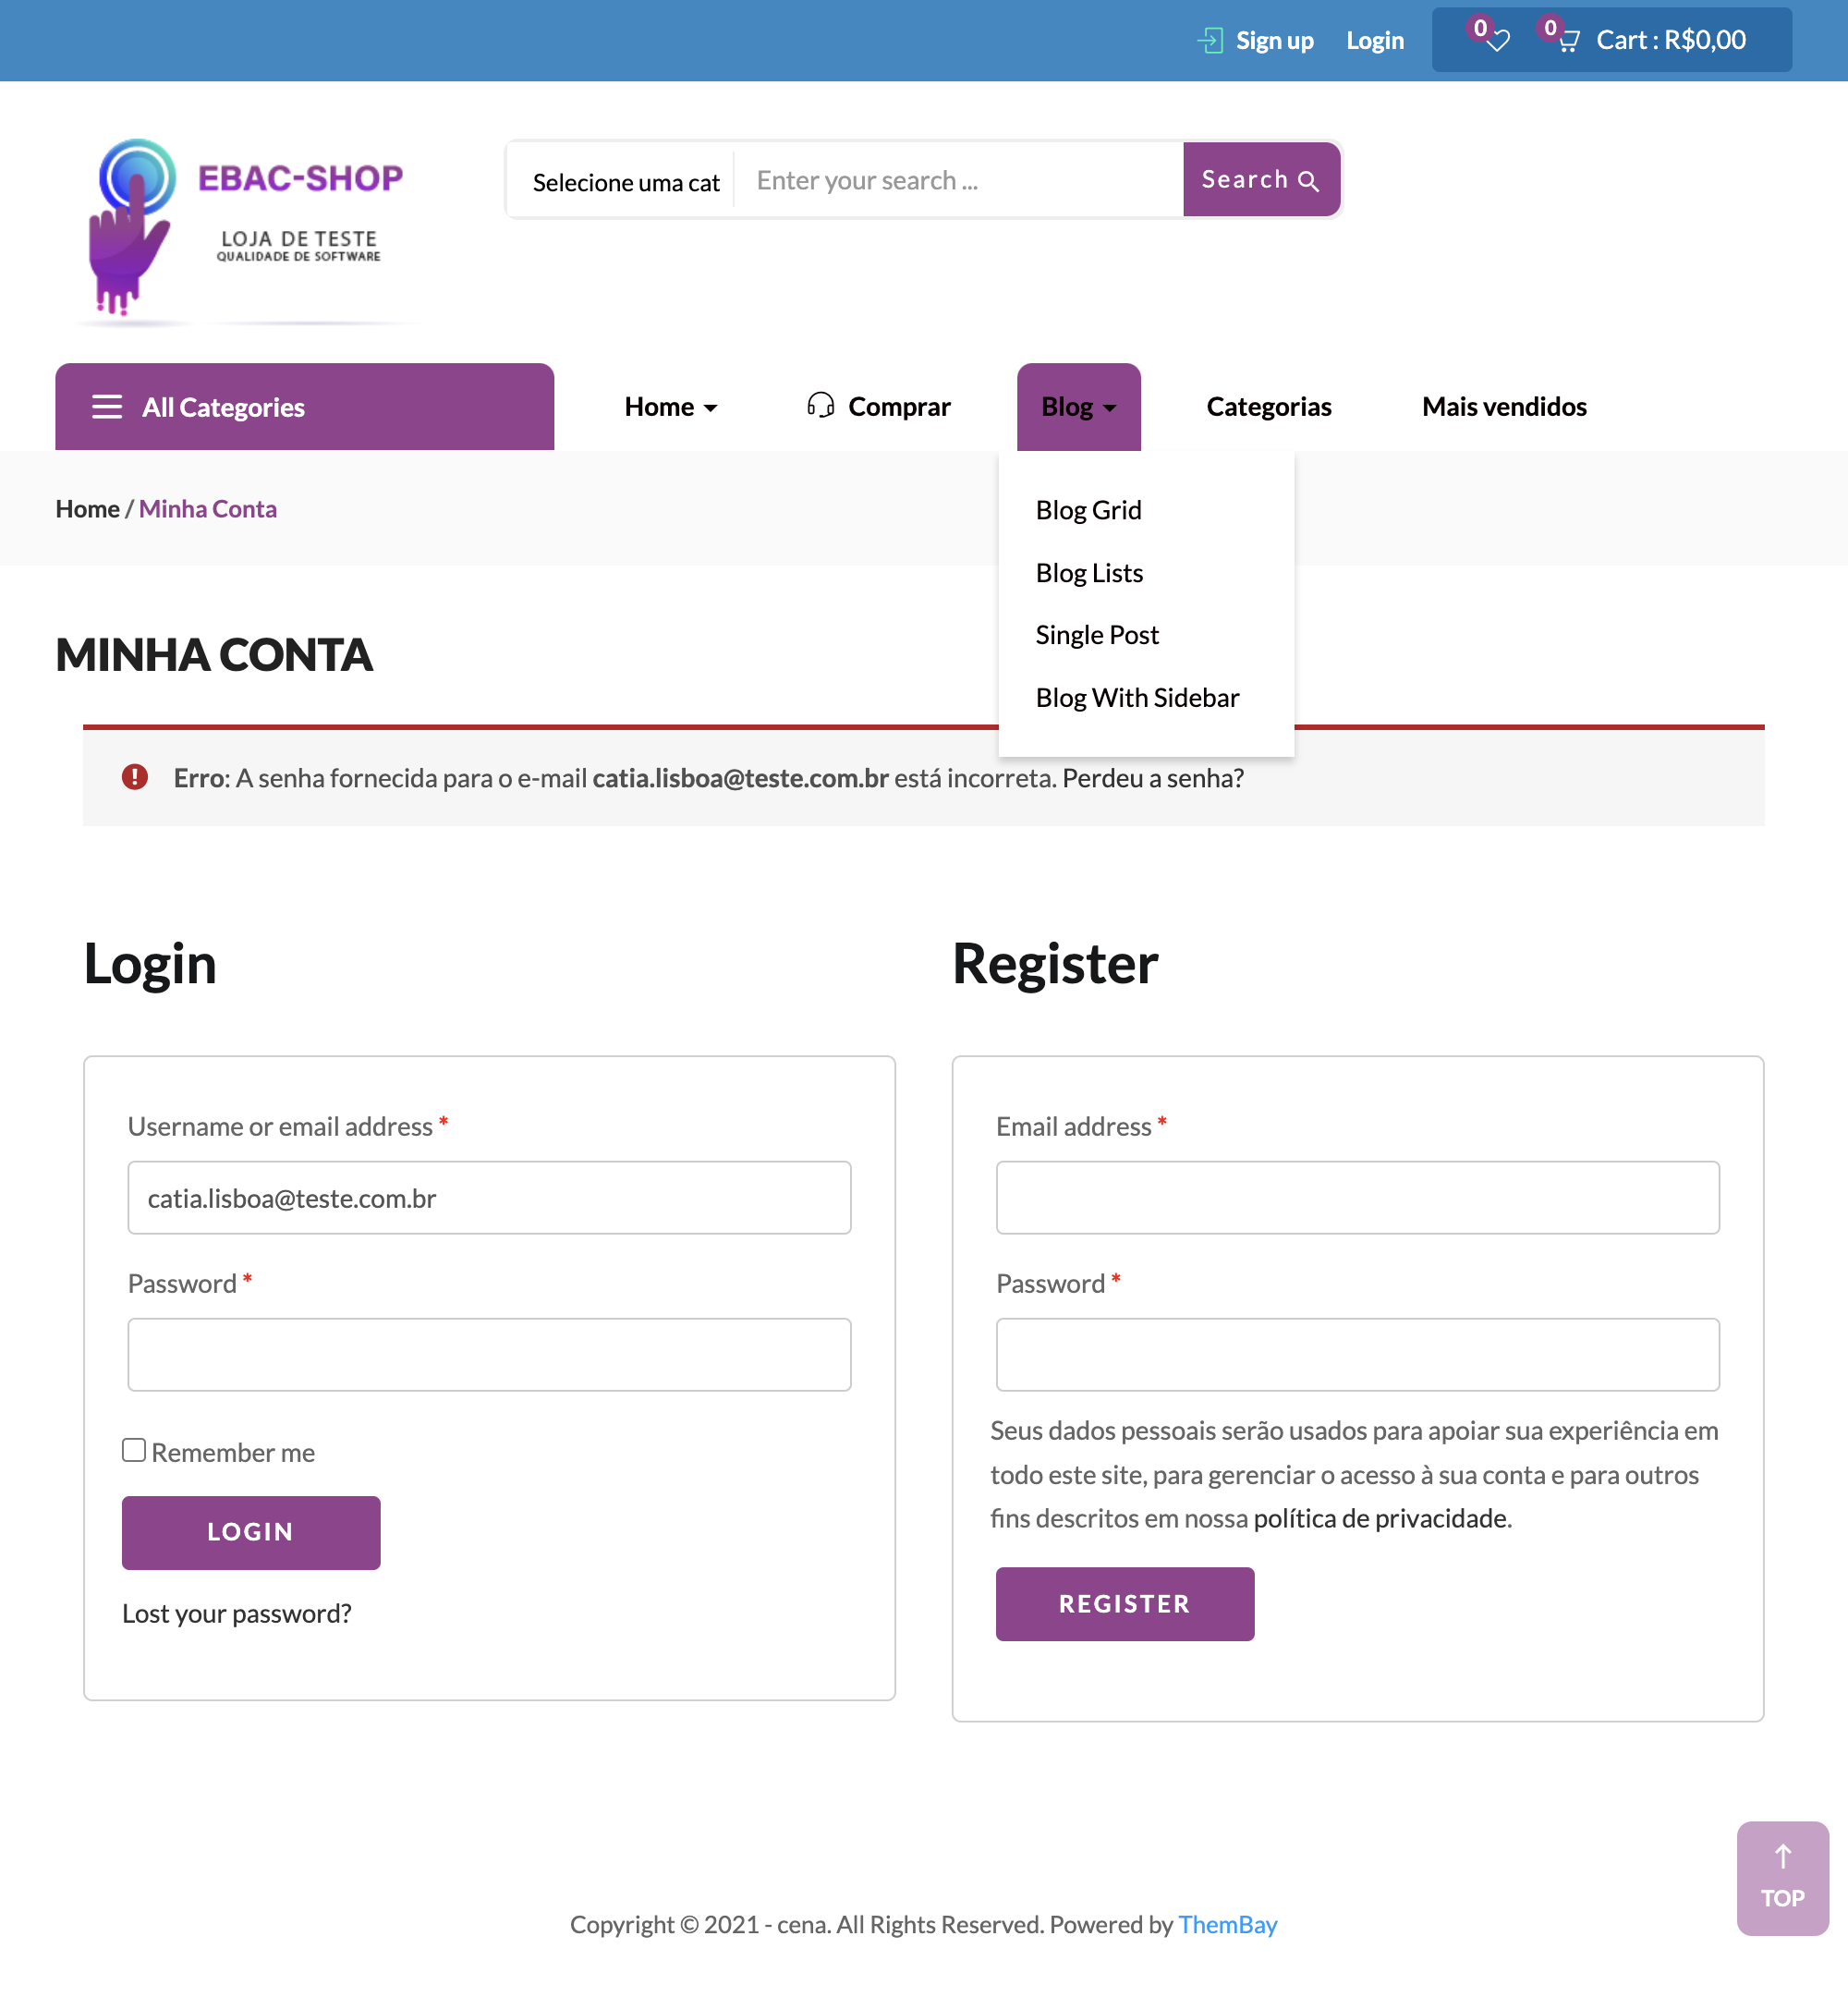 Sign up
Login
0
0
Cart : R$0,00
EBAC-SHOP
LOJA DE TESTE
QUALIDADE DE SOFTWARE
Selecione uma cat
Enter your search ...
Search
All Categories
Home
Comprar
Blog
Categorias
Mais vendidos
Home / Minha Conta
Blog Grid
Blog Lists
Single Post
Blog With Sidebar
MINHA CONTA
Erro: A senha fornecida para o e-mail catia.lisboa@teste.com.br está incorreta. Perdeu a senha?
Login
Username or email address *
catia.lisboa@teste.com.br
Password *
Remember me
LOGIN
Lost your password?
Register
Email address *
Password *
Seus dados pessoais serão usados para apoiar sua experiência em
todo este site, para gerenciar o acesso à sua conta e para outros
fins descritos em nossa política de privacidade.
REGISTER
TOP
Copyright © 2021 - cena. All Rights Reserved. Powered by ThemBay